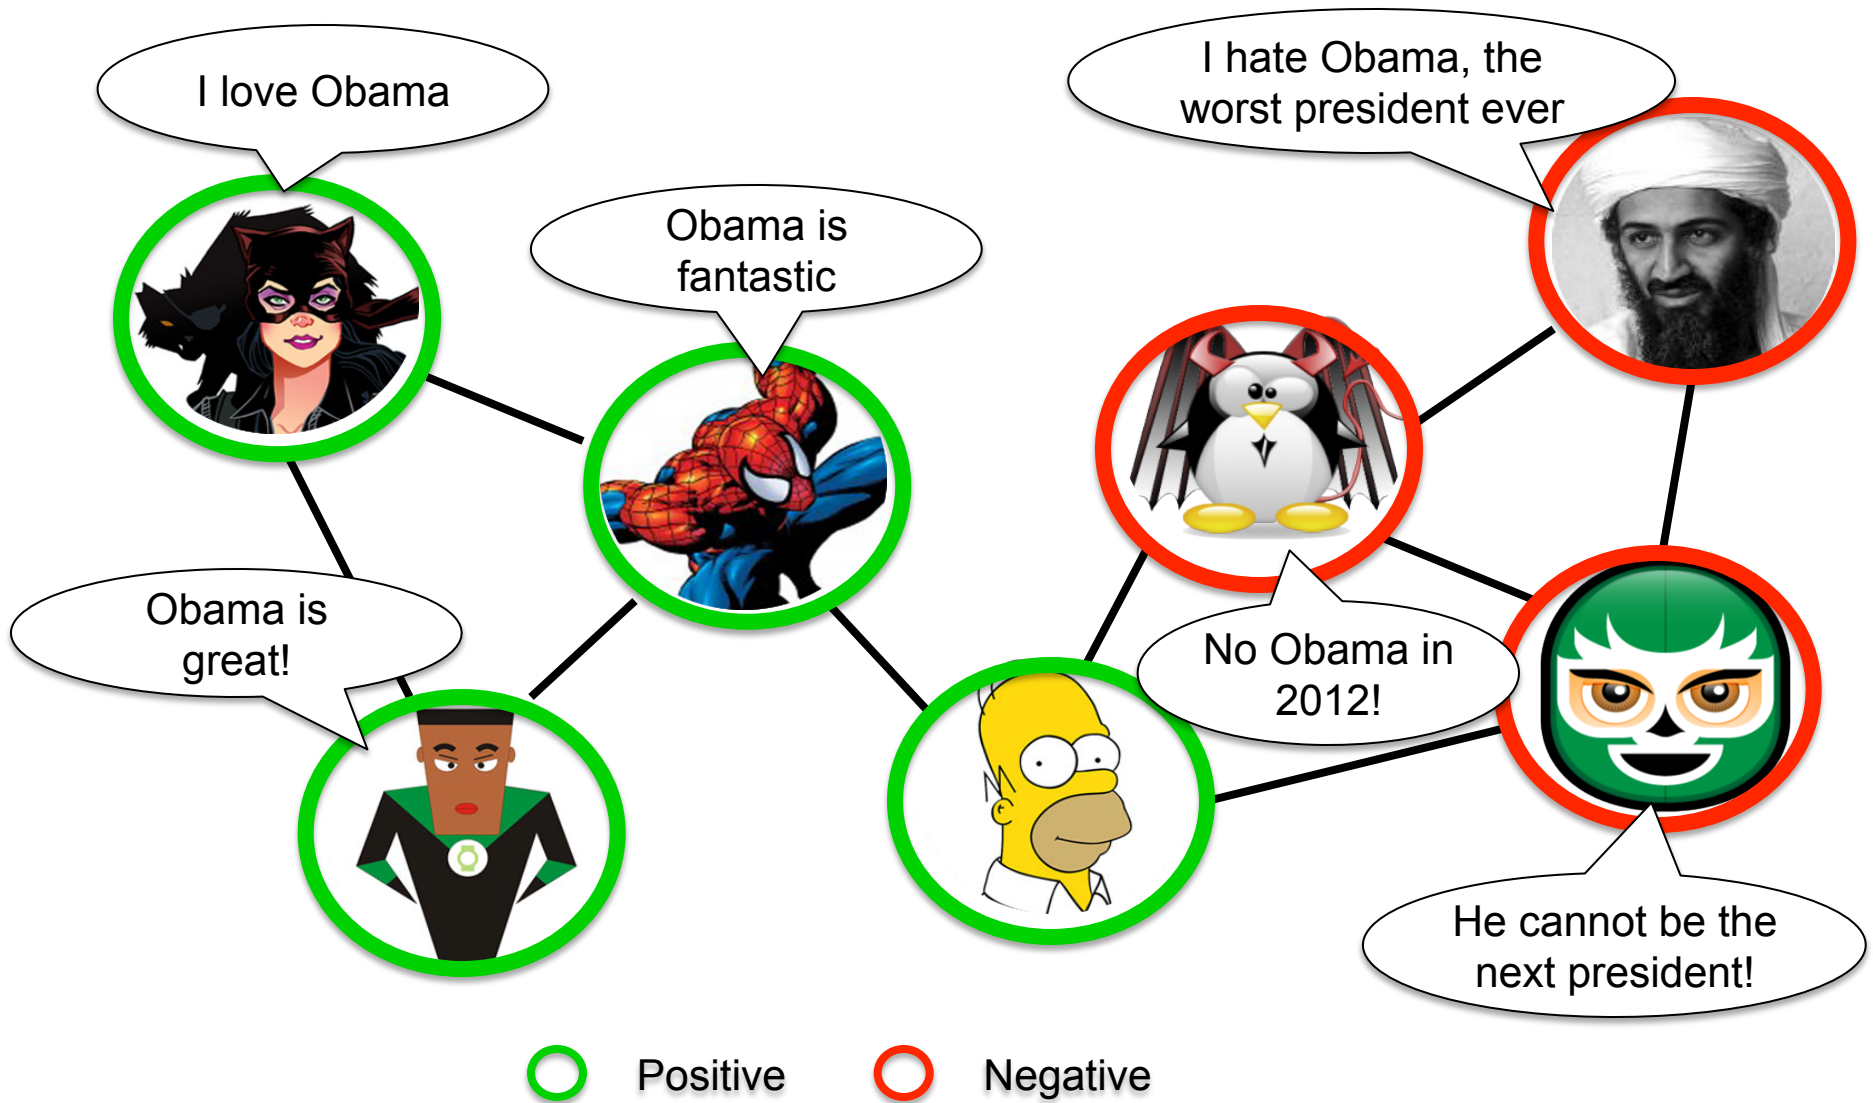 I love Obama
I hate Obama, the
worst president ever
Obama is
fantastic
Obama is
great!
No Obama in
2012!
He cannot be the
next president!
Positive
Negative